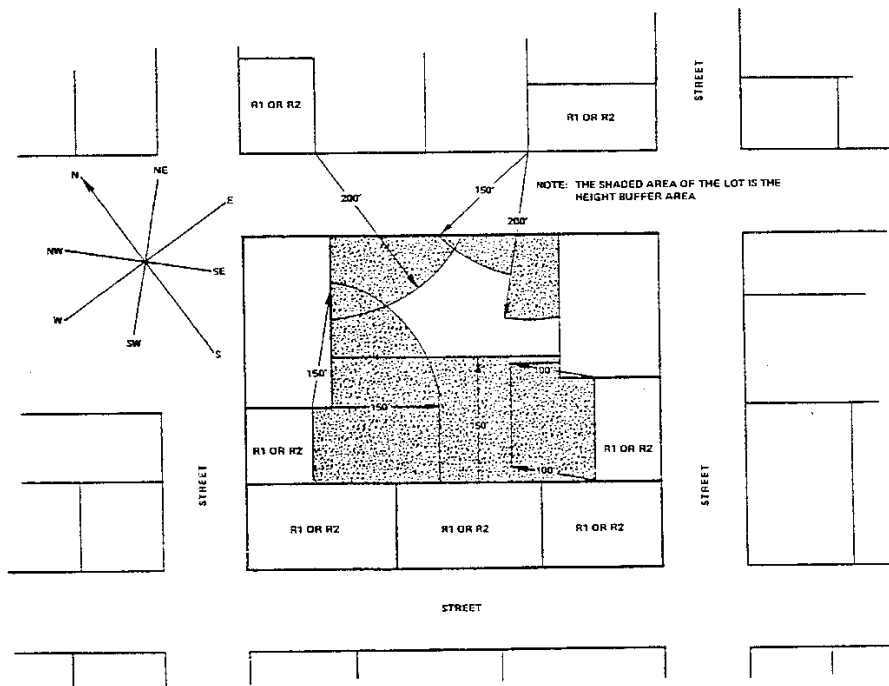 R1 OR R2
R1 OR R2
STREET
N
NE
E
NW
SE
W
SW
S
200'
150'
200'
NOTE: THE SHADED AREA OF THE LOT IS THE
HEIGHT BUFFER AREA
150'
100'
150'
50'
R1 OR R2
R1 OR R2
100'
STREET
STREET
R1 OR R2
R1 OR R2
R1 OR R2
STREET